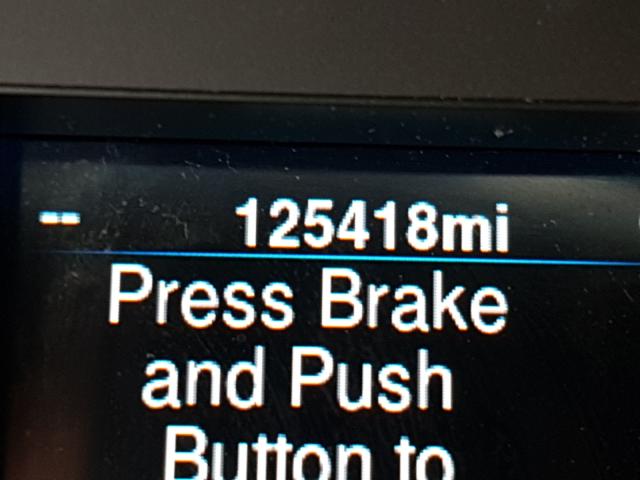 -- 125418mi
Press Brake
and Push
Button to